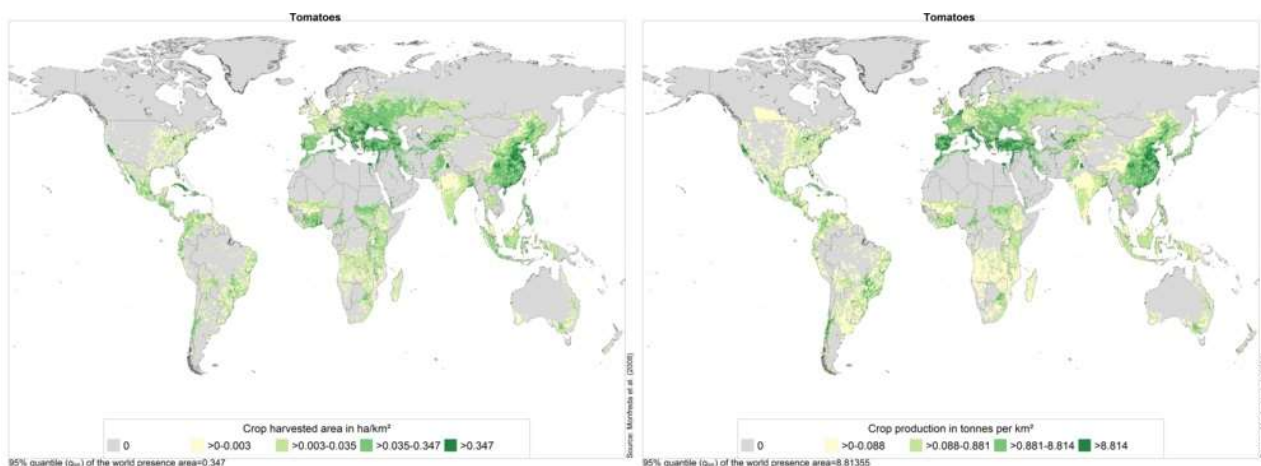 Tomatoes
Source: Monfreda et al. (2008)
Crop harvested area in ha/km²
0 >0-0.003 >0.003-0.035 >0.035-0.347 >0.347
95% quantile (q₉₅) of the world presence area=0.347
Tomatoes
Crop production in tonnes per km²
0 >0-0.088 >0.088-0.881 >0.881-8.814 >8.814
95% quantile (q₉₅) of the world presence area=8.81355